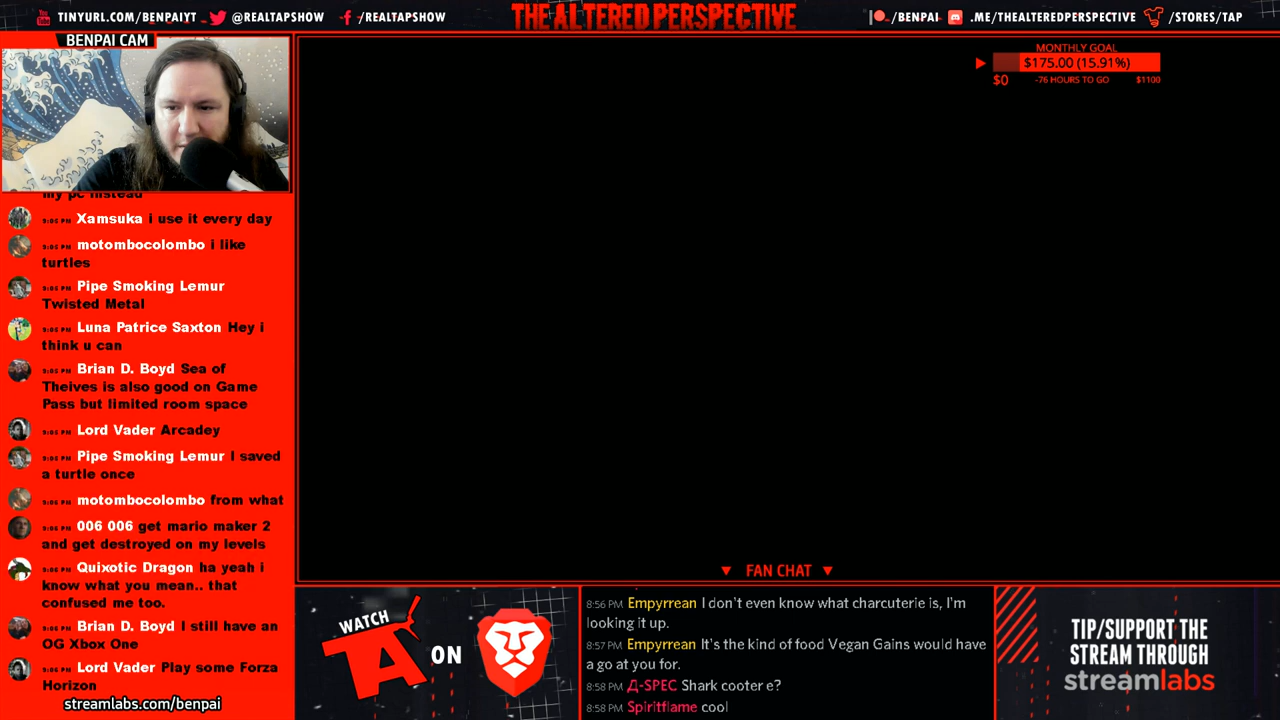 TINYURL.COM/BENPAIYT
@REALTAPSHOW
/REALTAPSHOW
THE ALTERED PERSPECTIVE
/BENPAI
.ME/THEALTEREDPERSPECTIVE
/STORES/TAP
BENPAI CAM
MONTHLY GOAL
$175.00 (15.91%)
$0
-76 HOURS TO GO
$1100
my pc instead
Xamsuka i use it every day
motombocolombo i like
turtles
Pipe Smoking Lemur
Twisted Metal
Luna Patrice Saxton Hey i
think u can
Brian D. Boyd Sea of
Theives is also good on Game
Pass but limited room space
Lord Vader Arcadey
Pipe Smoking Lemur I saved
a turtle once
motombocolombo from what
006 006 get mario maker 2
and get destroyed on my levels
Quixotic Dragon ha yeah i
know what you mean.. that
confused me too.
Brian D. Boyd I still have an
OG Xbox One
Lord Vader Play some Forza
Horizon
streamlabs.com/benpai
FAN CHAT
WATCH
TA ON
8:56 PM Empyrrean I don't even know what charcuterie is, I'm
looking it up.
8:57 PM Empyrrean It's the kind of food Vegan Gains would have
a go at you for.
8:58 PM Д-SPEC Shark cooter e?
8:58 PM Spiritflame cool
TIP/SUPPORT THE
STREAM THROUGH
streamlabs